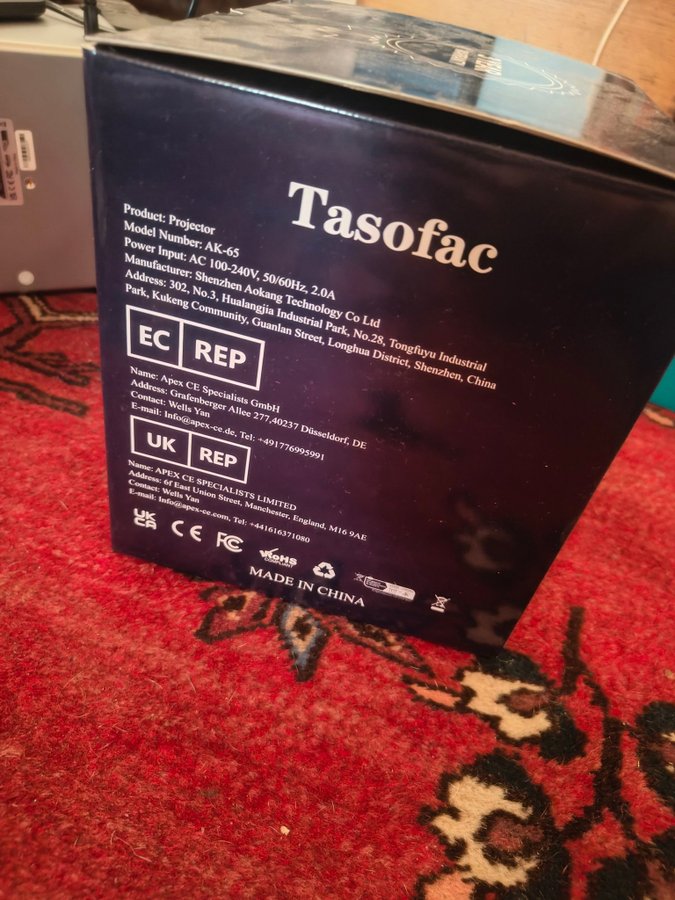 Tasofac
Product: Projector
Model Number: AK-65
Power Input: AC 100-240V, 50/60Hz, 2.0A
Manufacturer: Shenzhen Aokang Technology Co Ltd
Address: 302, No.3, Hualangjia Industrial Park, No.28, Tongfuyu Industrial
Park, Kukeng Community, Guanlan Street, Longhua District, Shenzhen, China
EC REP
Name: Apex CE Specialists GmbH
Address: Grafenberger Allee 277,40237 Düsseldorf, DE
Contact: Wells Yan
E-mail: Info@apex-ce.de, Tel: +491776995991
UK REP
Name: APEX CE SPECIALISTS LIMITED
Address: 6f East Union Street, Manchester, England, M16 9AE
Contact: Wells Yan
E-mail: Info@apex-ce.com, Tel: +441616371080
UK CA CE FC RoHS
COMPLIANT
MADE IN CHINA